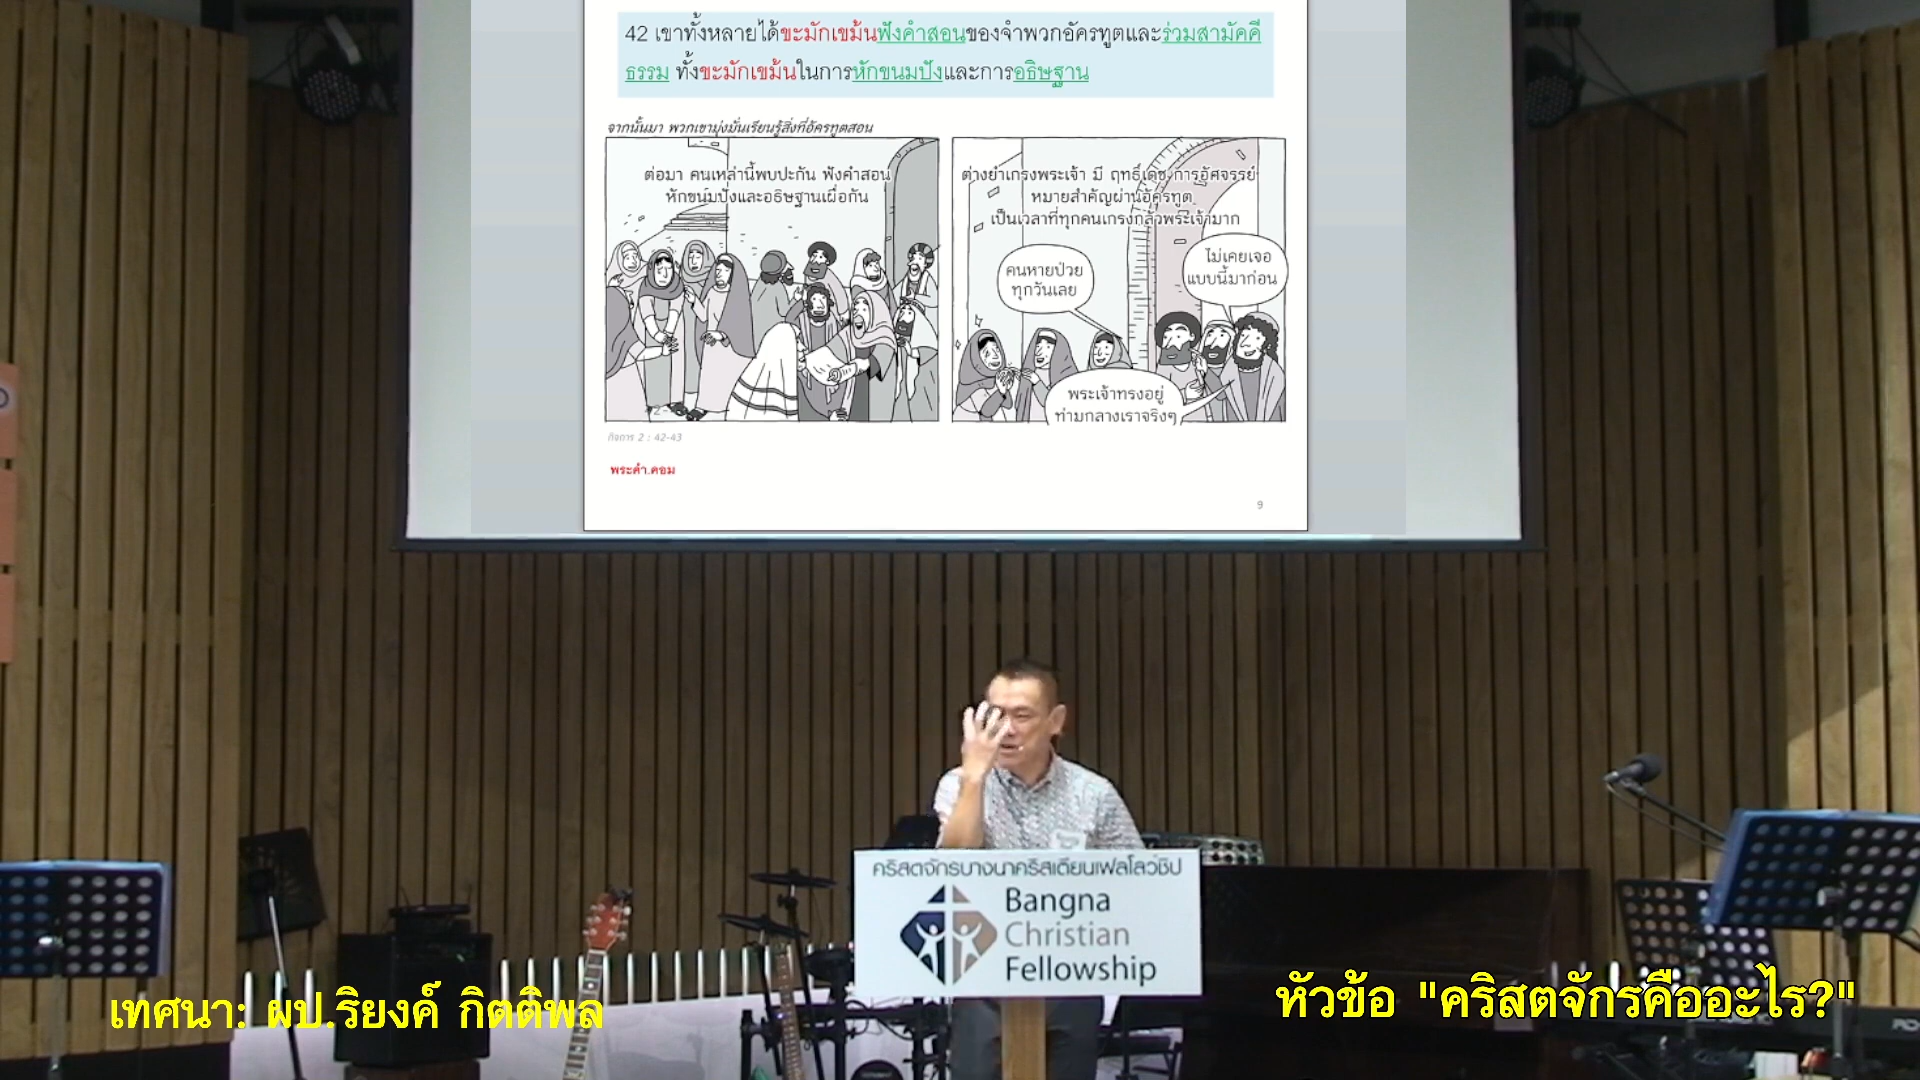 42 เขาทั้งหลายได้ขะมักเขม้นฟังคำสอนของจำพวกอัครทูตและร่วมสามัคคี
ธรรม ทั้งขะมักเขม้นในการหักขนมปังและการอธิษฐาน
จากนั้นมา พวกเขามุ่งมั่นเรียนรู้สิ่งที่อัครทูตสอน
ต่อมา คนเหล่านี้พบปะกัน ฟังคำสอน
หักขนมปังและอธิษฐานเผื่อกัน
ต่างยำเกรงพระเจ้า มี ฤทธิ์เดช การอัศจรรย์
หมายสำคัญผ่านอัครทูต
เป็นเวลาที่ทุกคนเกรงกลัวพระเจ้ามาก
คนหายป่วย
ทุกวันเลย
ไม่เคยเจอ
แบบนี้มาก่อน
พระเจ้าทรงอยู่
ท่ามกลางเราจริงๆ
กิจการ 2 : 42-43
พระคำ.คอม
9
คริสตจักรบางนาคริสเตียนเฟลโลว์ชิป
Bangna
Christian
Fellowship
เทศนา: ผป.ริยงค์ กิตติพล
หัวข้อ "คริสตจักรคืออะไร?"